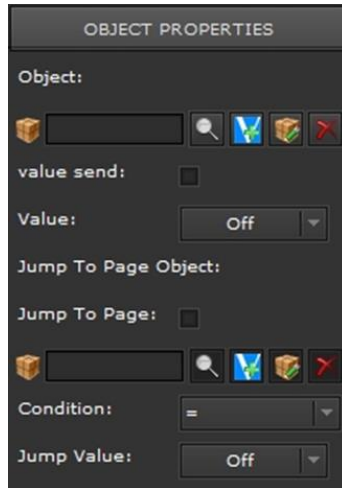 OBJECT PROPERTIES
Object:
value send:
Value: Off
Jump To Page Object:
Jump To Page:
Condition: =
Jump Value: Off